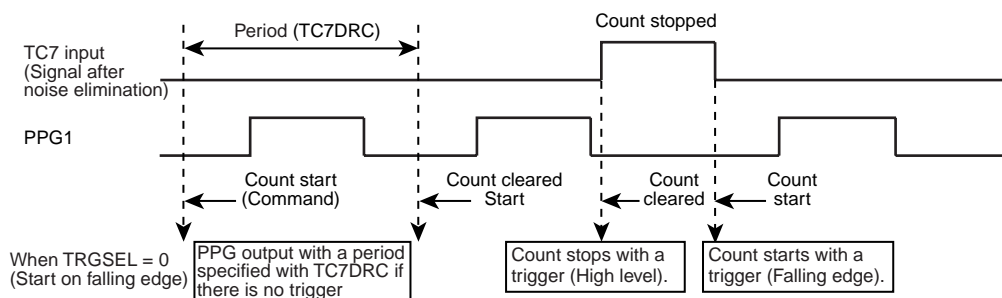 Period (TC7DRC)
Count stopped
TC7 input
(Signal after
noise elimination)
PPG1
Count start
(Command)
Count cleared
Start
Count
cleared
Count
start
When TRGSEL = 0
(Start on falling edge)
PPG output with a period
specified with TC7DRC if
there is no trigger
Count stops with a
trigger (High level).
Count starts with a
trigger (Falling edge).